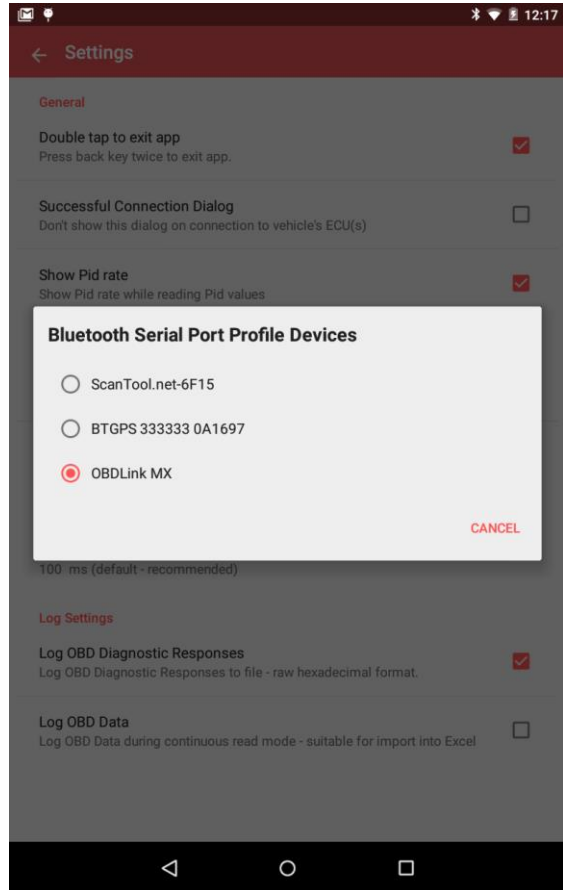 12:17
Settings
General
Double tap to exit app
Press back key twice to exit app.
Successful Connection Dialog
Don't show this dialog on connection to vehicle's ECU(s)
Show Pid rate
Show Pid rate while reading Pid values
Bluetooth Serial Port Profile Devices
ScanTool.net-6F15
BTGPS 333333 0A1697
OBDLink MX
CANCEL
100 ms (default - recommended)
Log Settings
Log OBD Diagnostic Responses
Log OBD Diagnostic Responses to file - raw hexadecimal format.
Log OBD Data
Log OBD Data during continuous read mode - suitable for import into Excel